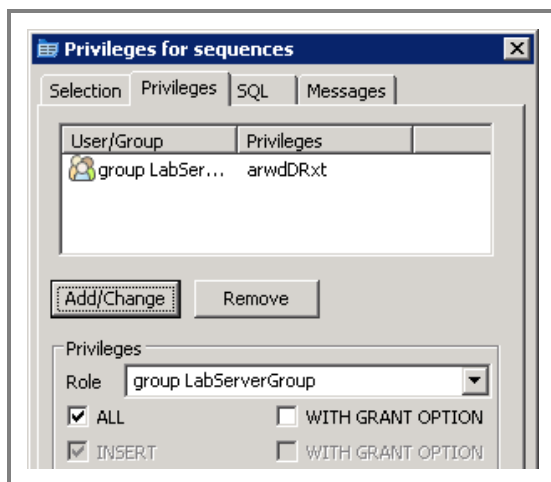 Privileges for sequences
Selection Privileges SQL Messages
User/Group Privileges
group LabSer... arwdDRxt
Add/Change Remove
Privileges
Role group LabServerGroup
ALL WITH GRANT OPTION
INSERT WITH GRANT OPTION